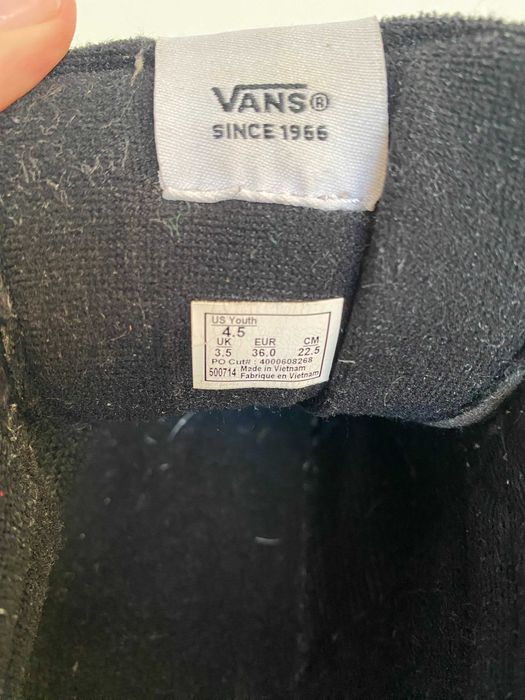 VANS®
SINCE 1966
US Youth
4.5
UK EUR CM
3.5 36.0 22.5
PO Cut# : 4000608268
500714 Made in Vietnam
Fabrique en Vietnam